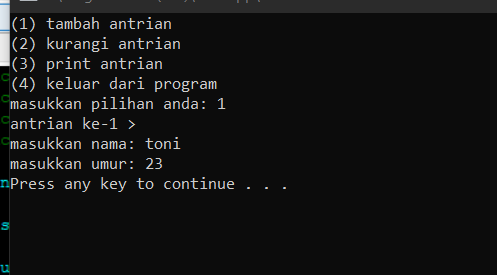 (1) tambah antrian
(2) kurangi antrian
(3) print antrian
(4) keluar dari program
masukkan pilihan anda: 1
antrian ke-1 >
masukkan nama: toni
masukkan umur: 23
Press any key to continue . . .